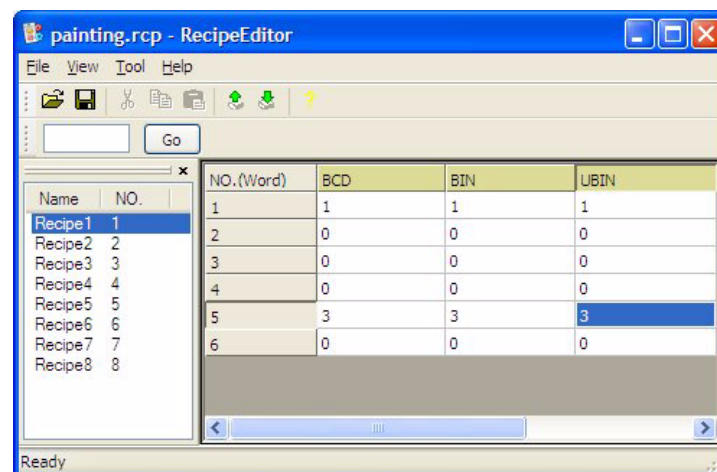 painting.rcp - RecipeEditor
File View Tool Help
?
Go
x
Name NO.
Recipe1 1
Recipe2 2
Recipe3 3
Recipe4 4
Recipe5 5
Recipe6 6
Recipe7 7
Recipe8 8
NO.(Word) BCD BIN UBIN
1 1 1 1
2 0 0 0
3 0 0 0
4 0 0 0
5 3 3 3
6 0 0 0
Ready